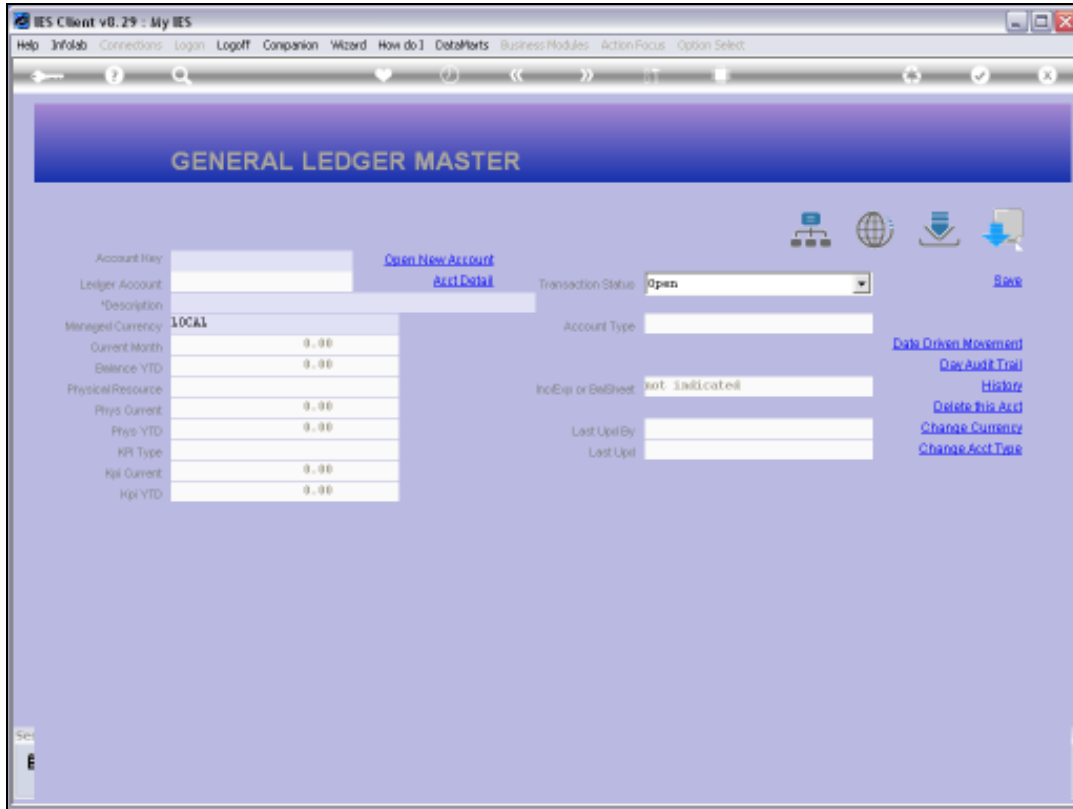 IES Client v8.29 : My IES
Help Infolab Connections Logon Logoff Companion Wizard How do I DataMarts Business Modules Action Focus Option Select
GENERAL LEDGER MASTER
Account Key
Open New Account
Ledger Account
Acct Detail
Transaction Status Open
Save
*Description
Managed Currency LOCAL
Account Type
Current Month 0.00
Date Driven Movement
Balance YTD 0.00
Day Audit Trail
Physical Resource
Inc/Exp or BalSheet not indicated
History
Phys Current 0.00
Delete this Acct
Phys YTD 0.00
Last Upd By
Change Currency
KPI Type
Last Upd
Change Acct Type
Kpi Current 0.00
Kpi YTD 0.00